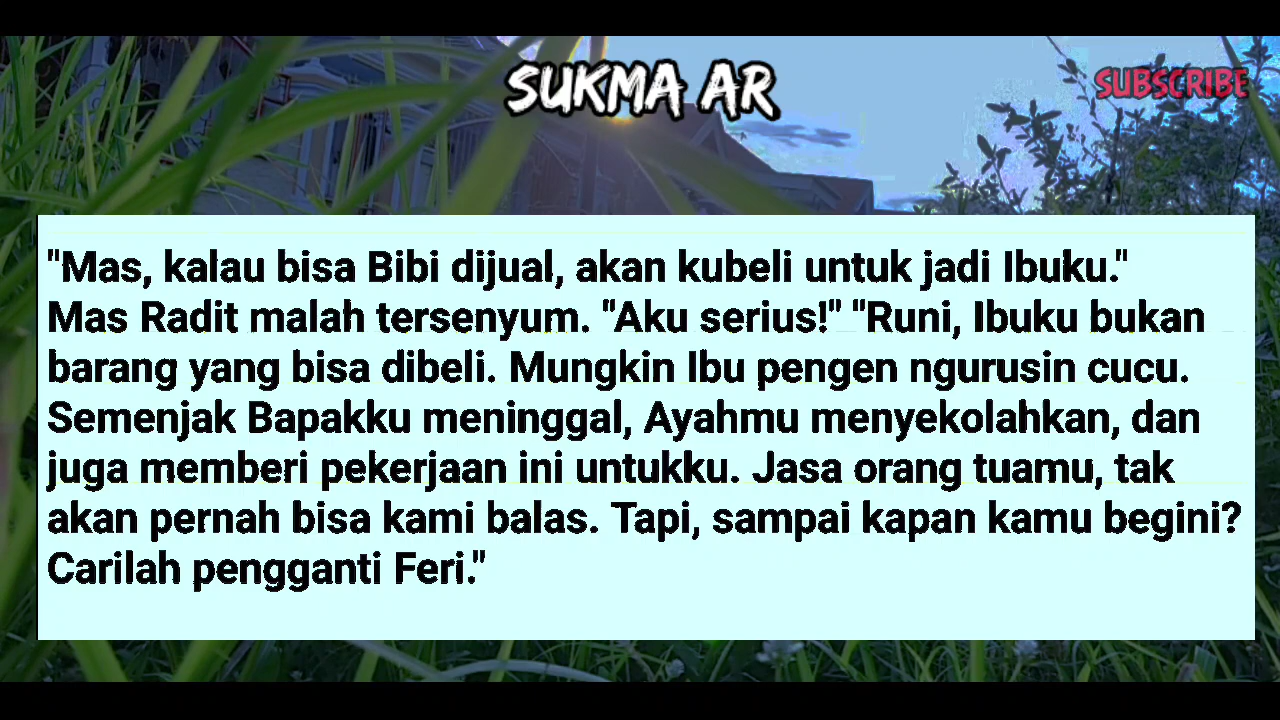 SUKMA AR
SUBSCRIBE
"Mas, kalau bisa Bibi dijual, akan kubeli untuk jadi Ibuku."
Mas Radit malah tersenyum. "Aku serius!" "Runi, Ibuku bukan
barang yang bisa dibeli. Mungkin Ibu pengen ngurusin cucu.
Semenjak Bapakku meninggal, Ayahmu menyekolahkan, dan
juga memberi pekerjaan ini untukku. Jasa orang tuamu, tak
akan pernah bisa kami balas. Tapi, sampai kapan kamu begini?
Carilah pengganti Feri."